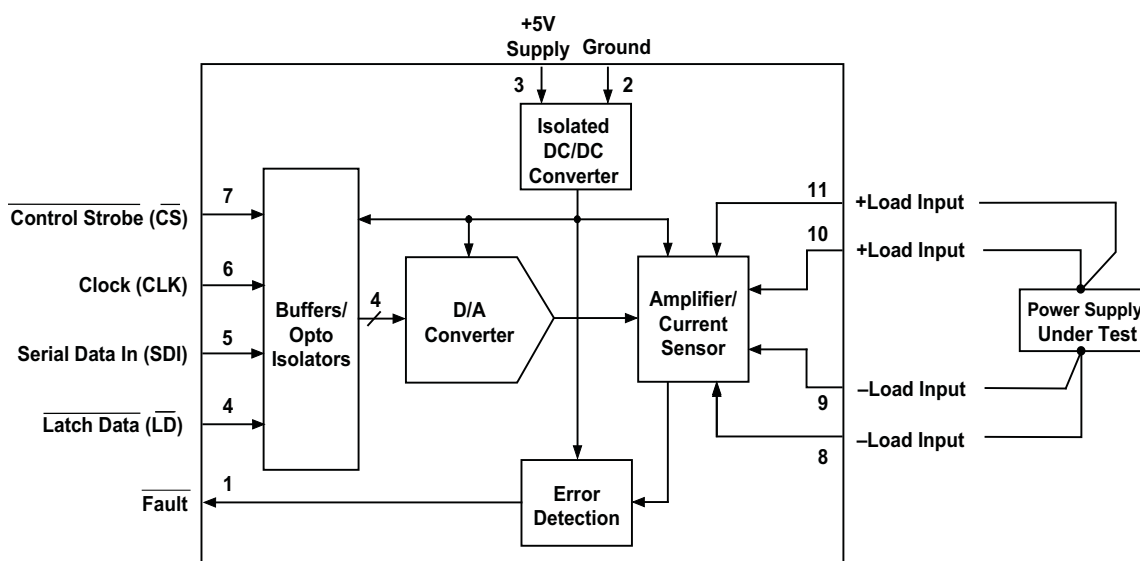 +5V
Supply
Ground
3
2
Isolated
DC/DC
Converter
7
Control Strobe (CS)
6
Clock (CLK)
5
Serial Data In (SDI)
4
Latch Data (LD)
1
Fault
Buffers/
Opto
Isolators
4
D/A
Converter
Amplifier/
Current
Sensor
Error
Detection
11
+Load Input
10
+Load Input
9
–Load Input
8
–Load Input
Power Supply
Under Test